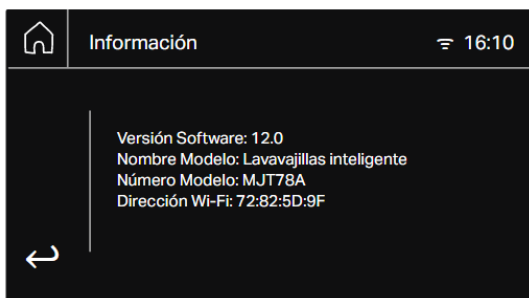 Información
16:10
Versión Software: 12.0
Nombre Modelo: Lavavajillas inteligente
Número Modelo: MJT78A
Dirección Wi-Fi: 72:82:5D:9F